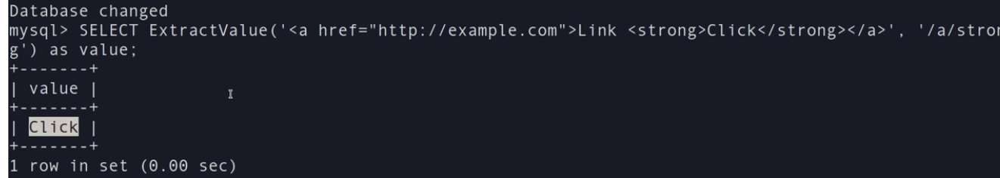 Database changed
mysql> SELECT ExtractValue('<a href="http://example.com">Link <strong>Click</strong></a>', '/a/stron
g') as value;
+-------+
| value |
+-------+
| Click |
+-------+
1 row in set (0.00 sec)